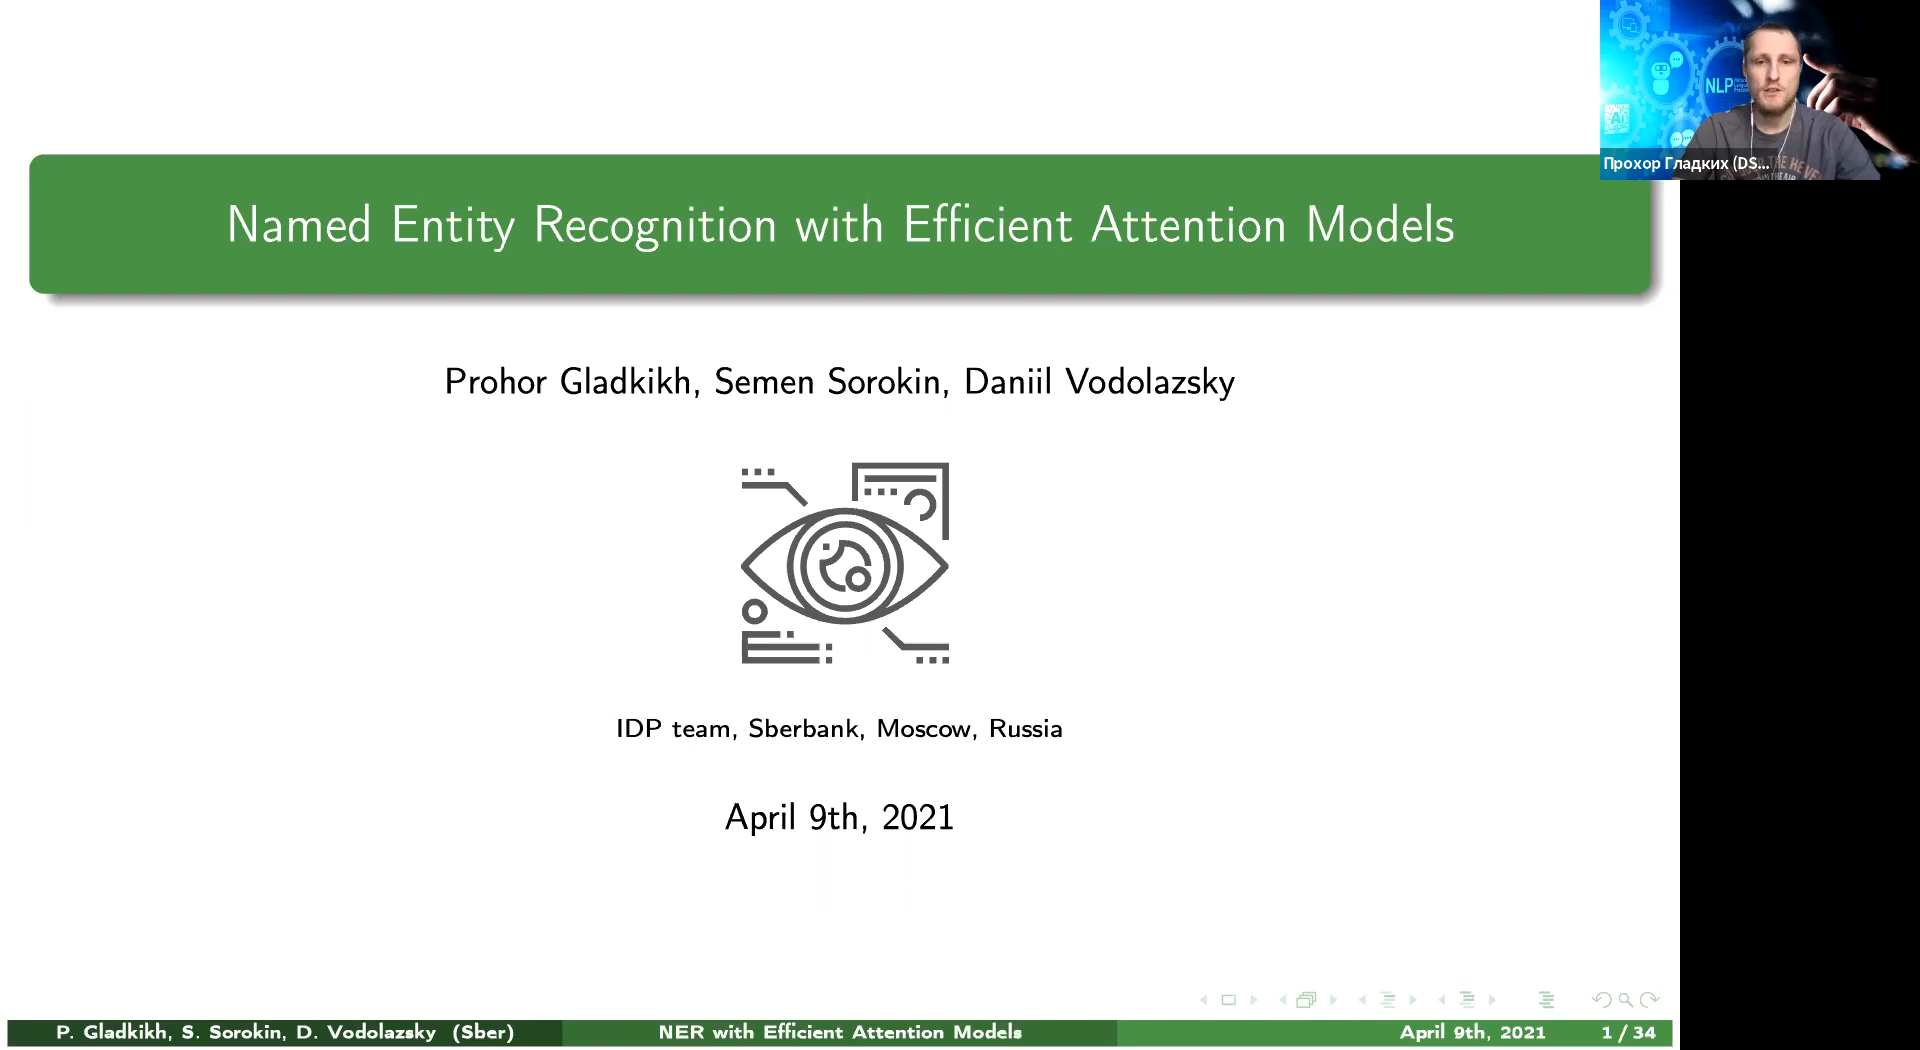 Named Entity Recognition with Efficient Attention Models
Prohor Gladkikh, Semen Sorokin, Daniil Vodolazsky
IDP team, Sberbank, Moscow, Russia
April 9th, 2021
P. Gladkikh, S. Sorokin, D. Vodolazsky (Sber)
NER with Efficient Attention Models
April 9th, 2021
1 / 34
NLP
Прохор Гладких (DS...